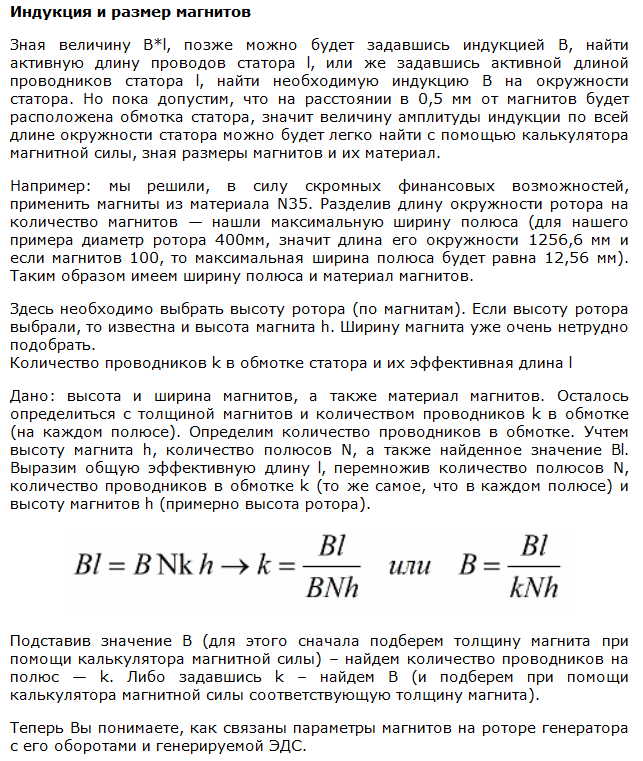 Индукция и размер магнитов
Зная величину B*l, позже можно будет задавшись индукцией B, найти
активную длину проводов статора l, или же задавшись активной длиной
проводников статора l, найти необходимую индукцию B на окружности
статора. Но пока допустим, что на расстоянии в 0,5 мм от магнитов будет
расположена обмотка статора, значит величину амплитуды индукции по всей
длине окружности статора можно будет легко найти с помощью калькулятора
магнитной силы, зная размеры магнитов и их материал.
Например: мы решили, в силу скромных финансовых возможностей,
применить магниты из материала N35. Разделив длину окружности ротора на
количество магнитов — нашли максимальную ширину полюса (для нашего
примера диаметр ротора 400мм, значит длина его окружности 1256,6 мм и
если магнитов 100, то максимальная ширина полюса будет равна 12,56 мм).
Таким образом имеем ширину полюса и материал магнитов.
Здесь необходимо выбрать высоту ротора (по магнитам). Если высоту ротора
выбрали, то известна и высота магнита h. Ширину магнита уже очень нетрудно
подобрать.
Количество проводников k в обмотке статора и их эффективная длина l
Дано: высота и ширина магнитов, а также материал магнитов. Осталось
определиться с толщиной магнитов и количеством проводников k в обмотке
(на каждом полюсе). Определим количество проводников в обмотке. Учтем
высоту магнита h, количество полюсов N, а также найденное значение Bl.
Выразим общую эффективную длину l, перемножив количество полюсов N,
количество проводников в обмотке k (то же самое, что в каждом полюсе) и
высоту магнитов h (примерно высота ротора).
Bl = B Nk h → k = Bl / BNh или B = Bl / kNh
Подставив значение B (для этого сначала подберем толщину магнита при
помощи калькулятора магнитной силы) – найдем количество проводников на
полюс — k. Либо задавшись k – найдем B (и подберем при помощи
калькулятора магнитной силы соответствующую толщину магнита).
Теперь Вы понимаете, как связаны параметры магнитов на роторе генератора
с его оборотами и генерируемой ЭДС.